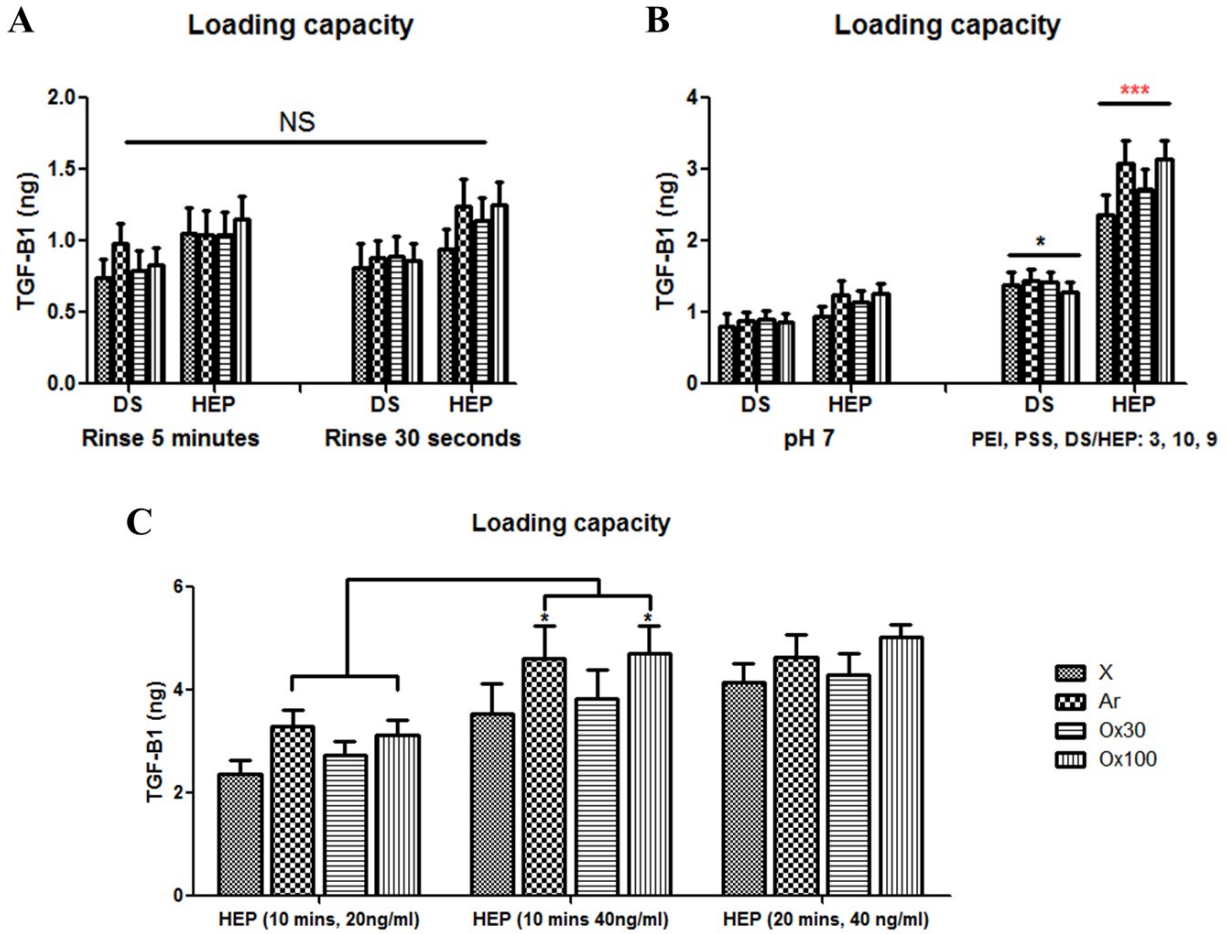 A
Loading capacity
2.0
1.5
1.0
0.5
0.0
TGF-B1 (ng)
NS
DS HEP DS HEP
Rinse 5 minutes Rinse 30 seconds
B
Loading capacity
4
3
2
1
0
TGF-B1 (ng)
*
***
DS HEP DS HEP
pH 7 PEI, PSS, DS/HEP: 3, 10, 9
C
Loading capacity
6
4
2
0
TGF-B1 (ng)
* *
HEP (10 mins, 20ng/ml) HEP (10 mins 40ng/ml) HEP (20 mins, 40 ng/ml)
X
Ar
Ox30
Ox100